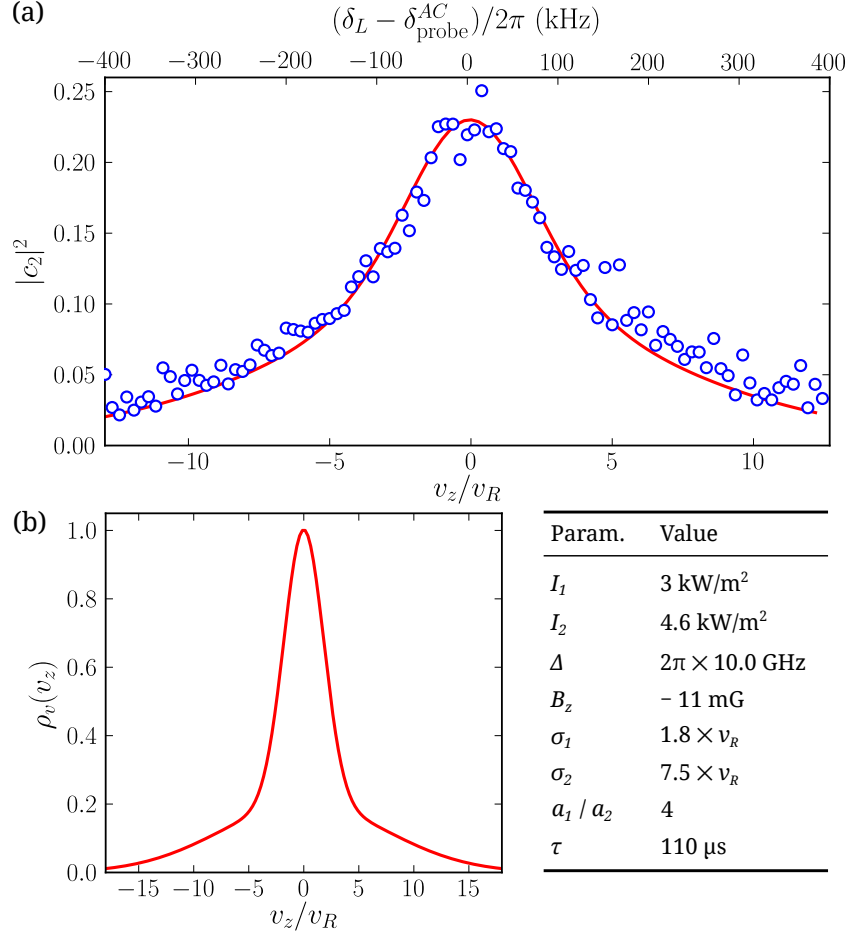 (a)
(δ_L − δ^{AC}_{probe})/2π (kHz)
−400 −300 −200 −100 0 100 200 300 400
0.25
0.20
0.15
0.10
0.05
0.00
|c_2|^2
−10 −5 0 5 10
v_z/v_R
(b)
1.0
0.8
0.6
0.4
0.2
0.0
ρ_v(v_z)
−15 −10 −5 0 5 10 15
v_z/v_R
Param. Value
I_1 3 kW/m²
I_2 4.6 kW/m²
Δ 2π × 10.0 GHz
B_z − 11 mG
σ_1 1.8 × v_R
σ_2 7.5 × v_R
a_1 / a_2 4
τ 110 µs